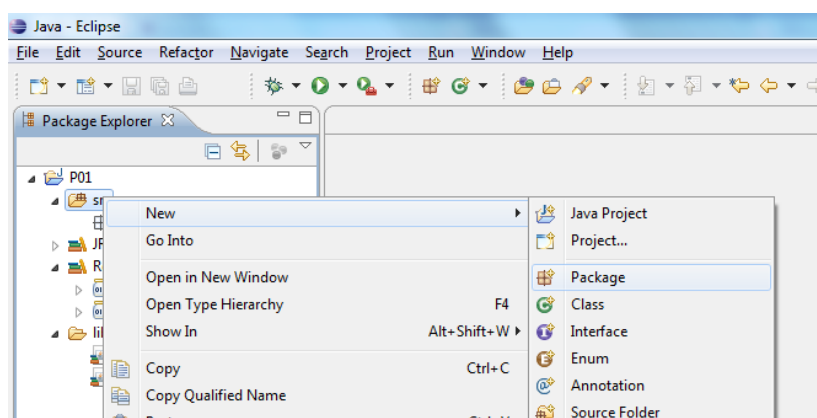 Java - Eclipse
File Edit Source Refactor Navigate Search Project Run Window Help
Package Explorer
P01
New
Java Project
Go Into
Project...
Open in New Window
Package
Open Type Hierarchy F4
Class
Show In Alt+Shift+W
Interface
Enum
Copy Ctrl+C
Annotation
Copy Qualified Name
Source Folder